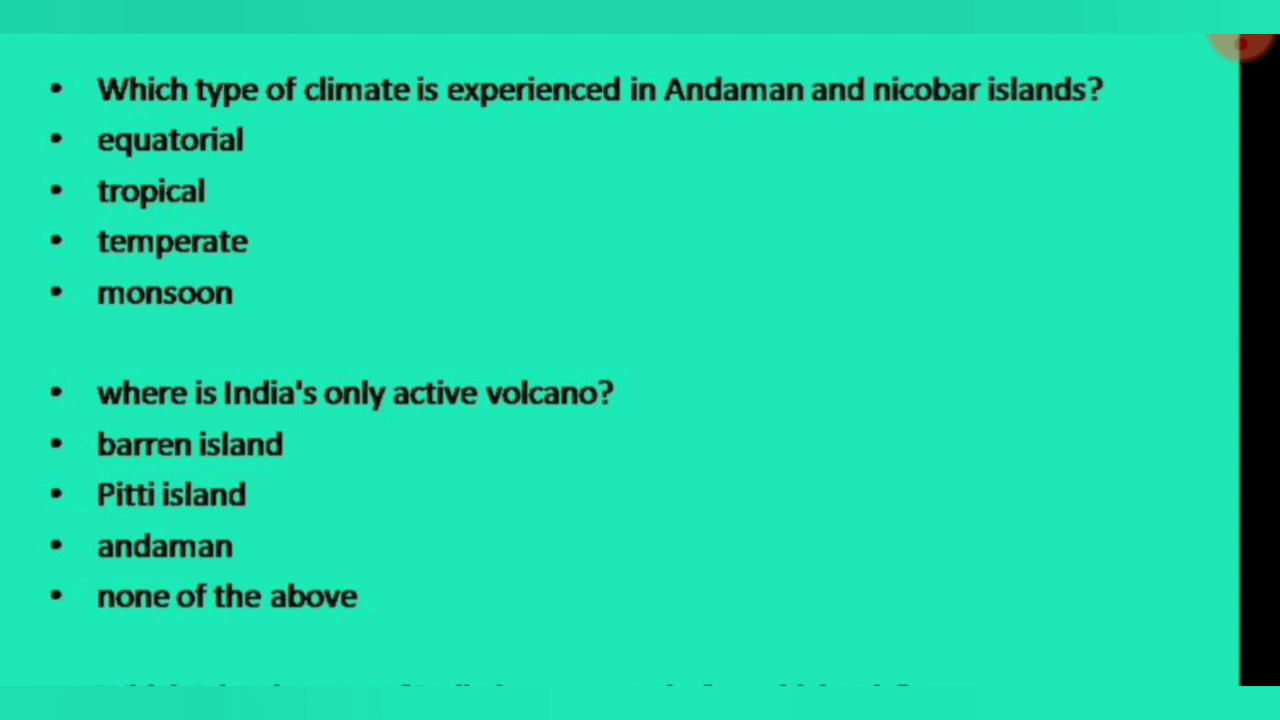 • Which type of climate is experienced in Andaman and nicobar islands?
• equatorial
• tropical
• temperate
• monsoon
• where is India's only active volcano?
• barren island
• Pitti island
• andaman
• none of the above